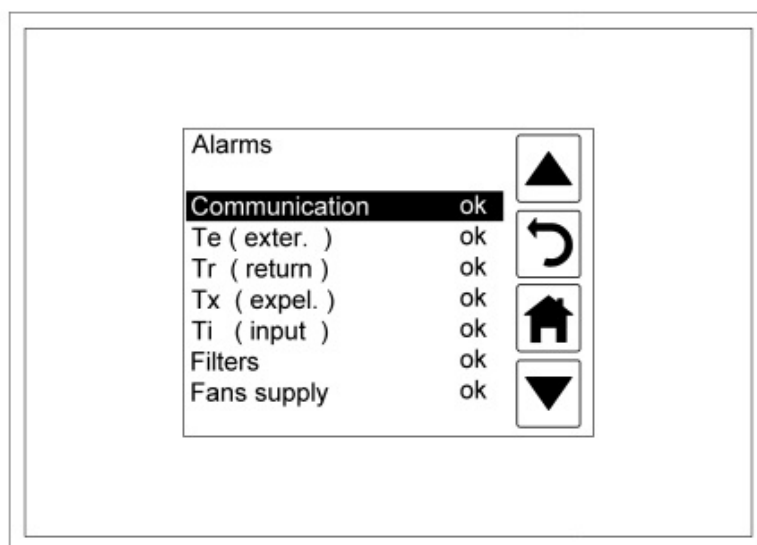 Alarms
Communication ok
Te ( exter. ) ok
Tr ( return ) ok
Tx ( expel. ) ok
Ti ( input ) ok
Filters ok
Fans supply ok